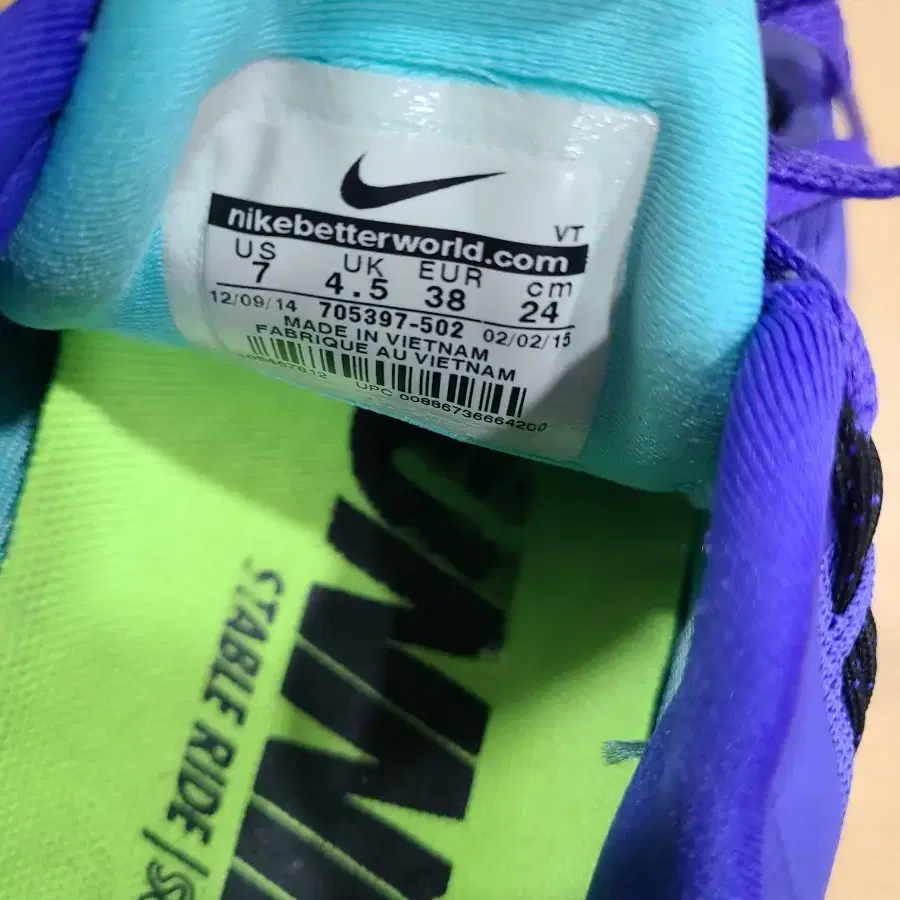 nikebetterworld.com
VT
US UK EUR cm
7 4.5 38 24
12/09/14 705397-502 02/02/15
MADE IN VIETNAM
FABRIQUE AU VIETNAM
UPC 00886736664200
STABLE RIDE |